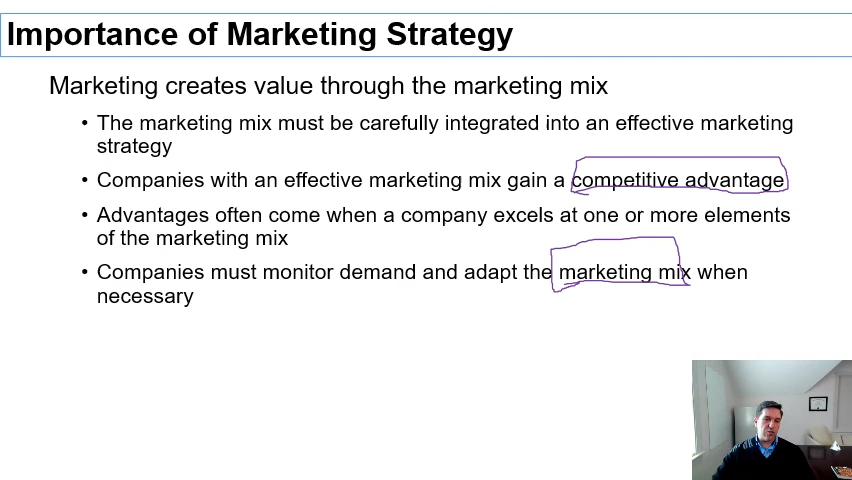 Importance of Marketing Strategy
Marketing creates value through the marketing mix
• The marketing mix must be carefully integrated into an effective marketing
strategy
• Companies with an effective marketing mix gain a competitive advantage
• Advantages often come when a company excels at one or more elements
of the marketing mix
• Companies must monitor demand and adapt the marketing mix when
necessary